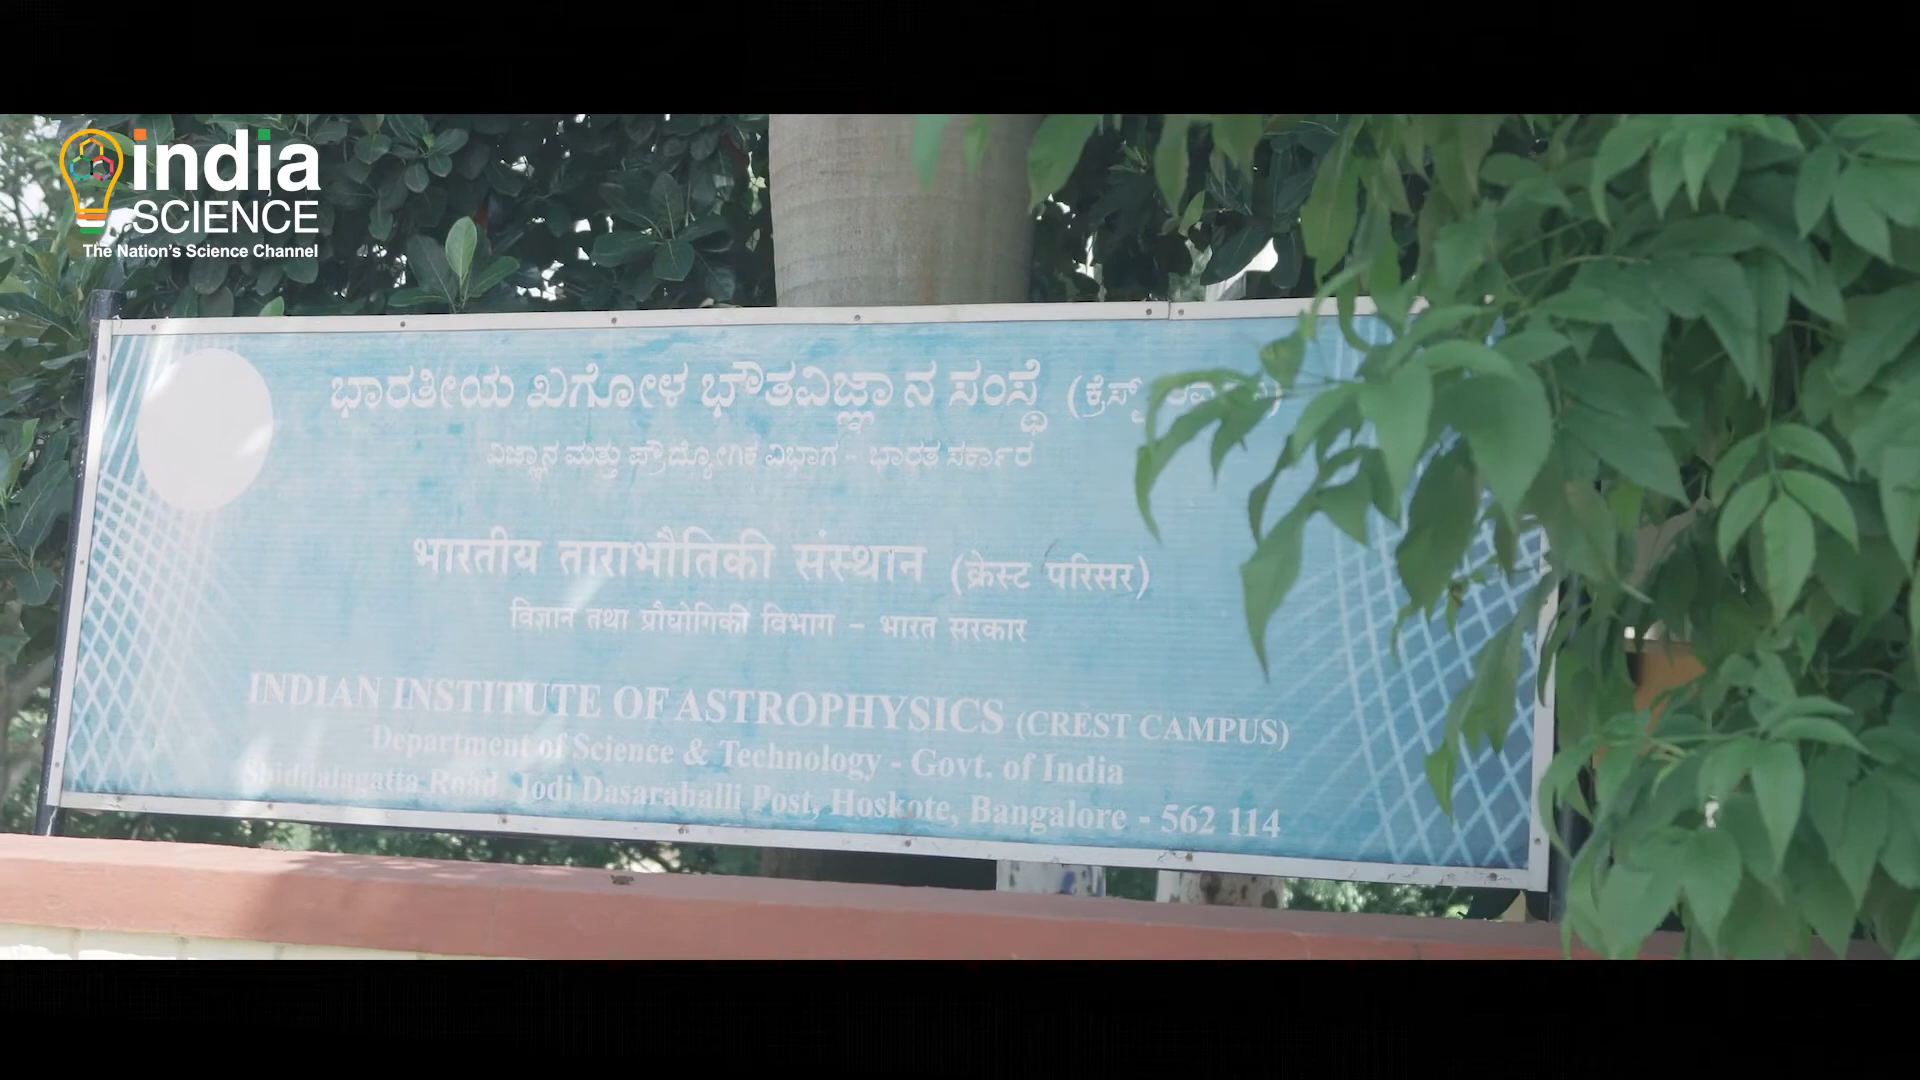 india
SCIENCE
The Nation's Science Channel
ಭಾರತೀಯ ಖಗೋಳ ಭೌತವಿಜ್ಞಾನ ಸಂಸ್ಥೆ (ಕ್ರೆಸ್ಟ್
ವಿಜ್ಞಾನ ಮತ್ತು ಪ್ರೌದ್ಯೋಗಿಕ ವಿಭಾಗ - ಭಾರತ ಸರ್ಕಾರ
भारतीय ताराभौतिकी संस्थान (क्रेस्ट परिसर)
विज्ञान तथा प्रौघोगिकी विभाग - भारत सरकार
INDIAN INSTITUTE OF ASTROPHYSICS (CREST CAMPUS)
Department of Science & Technology - Govt. of India
Shiddalagatta Road, Jodi Dasarahalli Post, Hoskote, Bangalore - 562 114